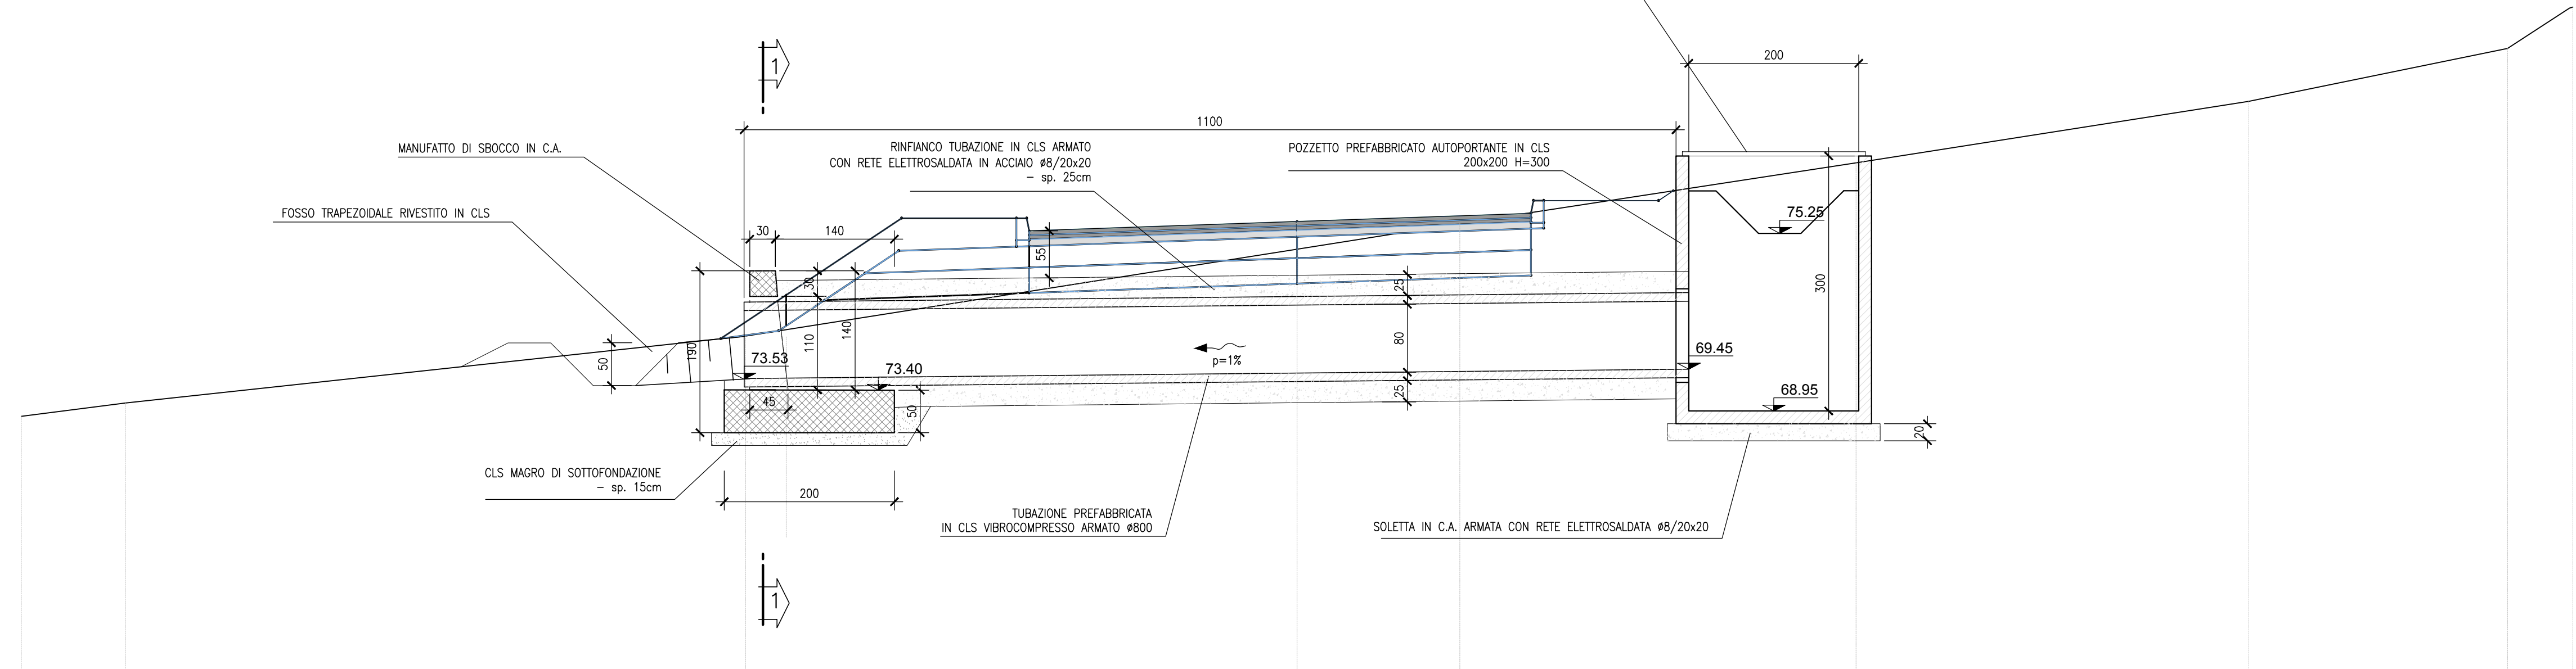 1
200
1100
MANUFATTO DI SBOCCO IN C.A.
RINFIANCO TUBAZIONE IN CLS ARMATO
CON RETE ELETTROSALDATA IN ACCIAIO ø8/20x20
- sp. 25cm
POZZETTO PREFABBRICATO AUTOPORTANTE IN CLS
200x200 H=300
FOSSO TRAPEZOIDALE RIVESTITO IN CLS
30
140
75.25
55
30
25
300
190
110
140
80
50
73.53
73.40
p=1%
69.45
25
68.95
45
50
20
CLS MAGRO DI SOTTOFONDAZIONE
- sp. 15cm
200
TUBAZIONE PREFABBRICATA
IN CLS VIBROCOMPRESSO ARMATO ø800
SOLETTA IN C.A. ARMATA CON RETE ELETTROSALDATA ø8/20x20
1